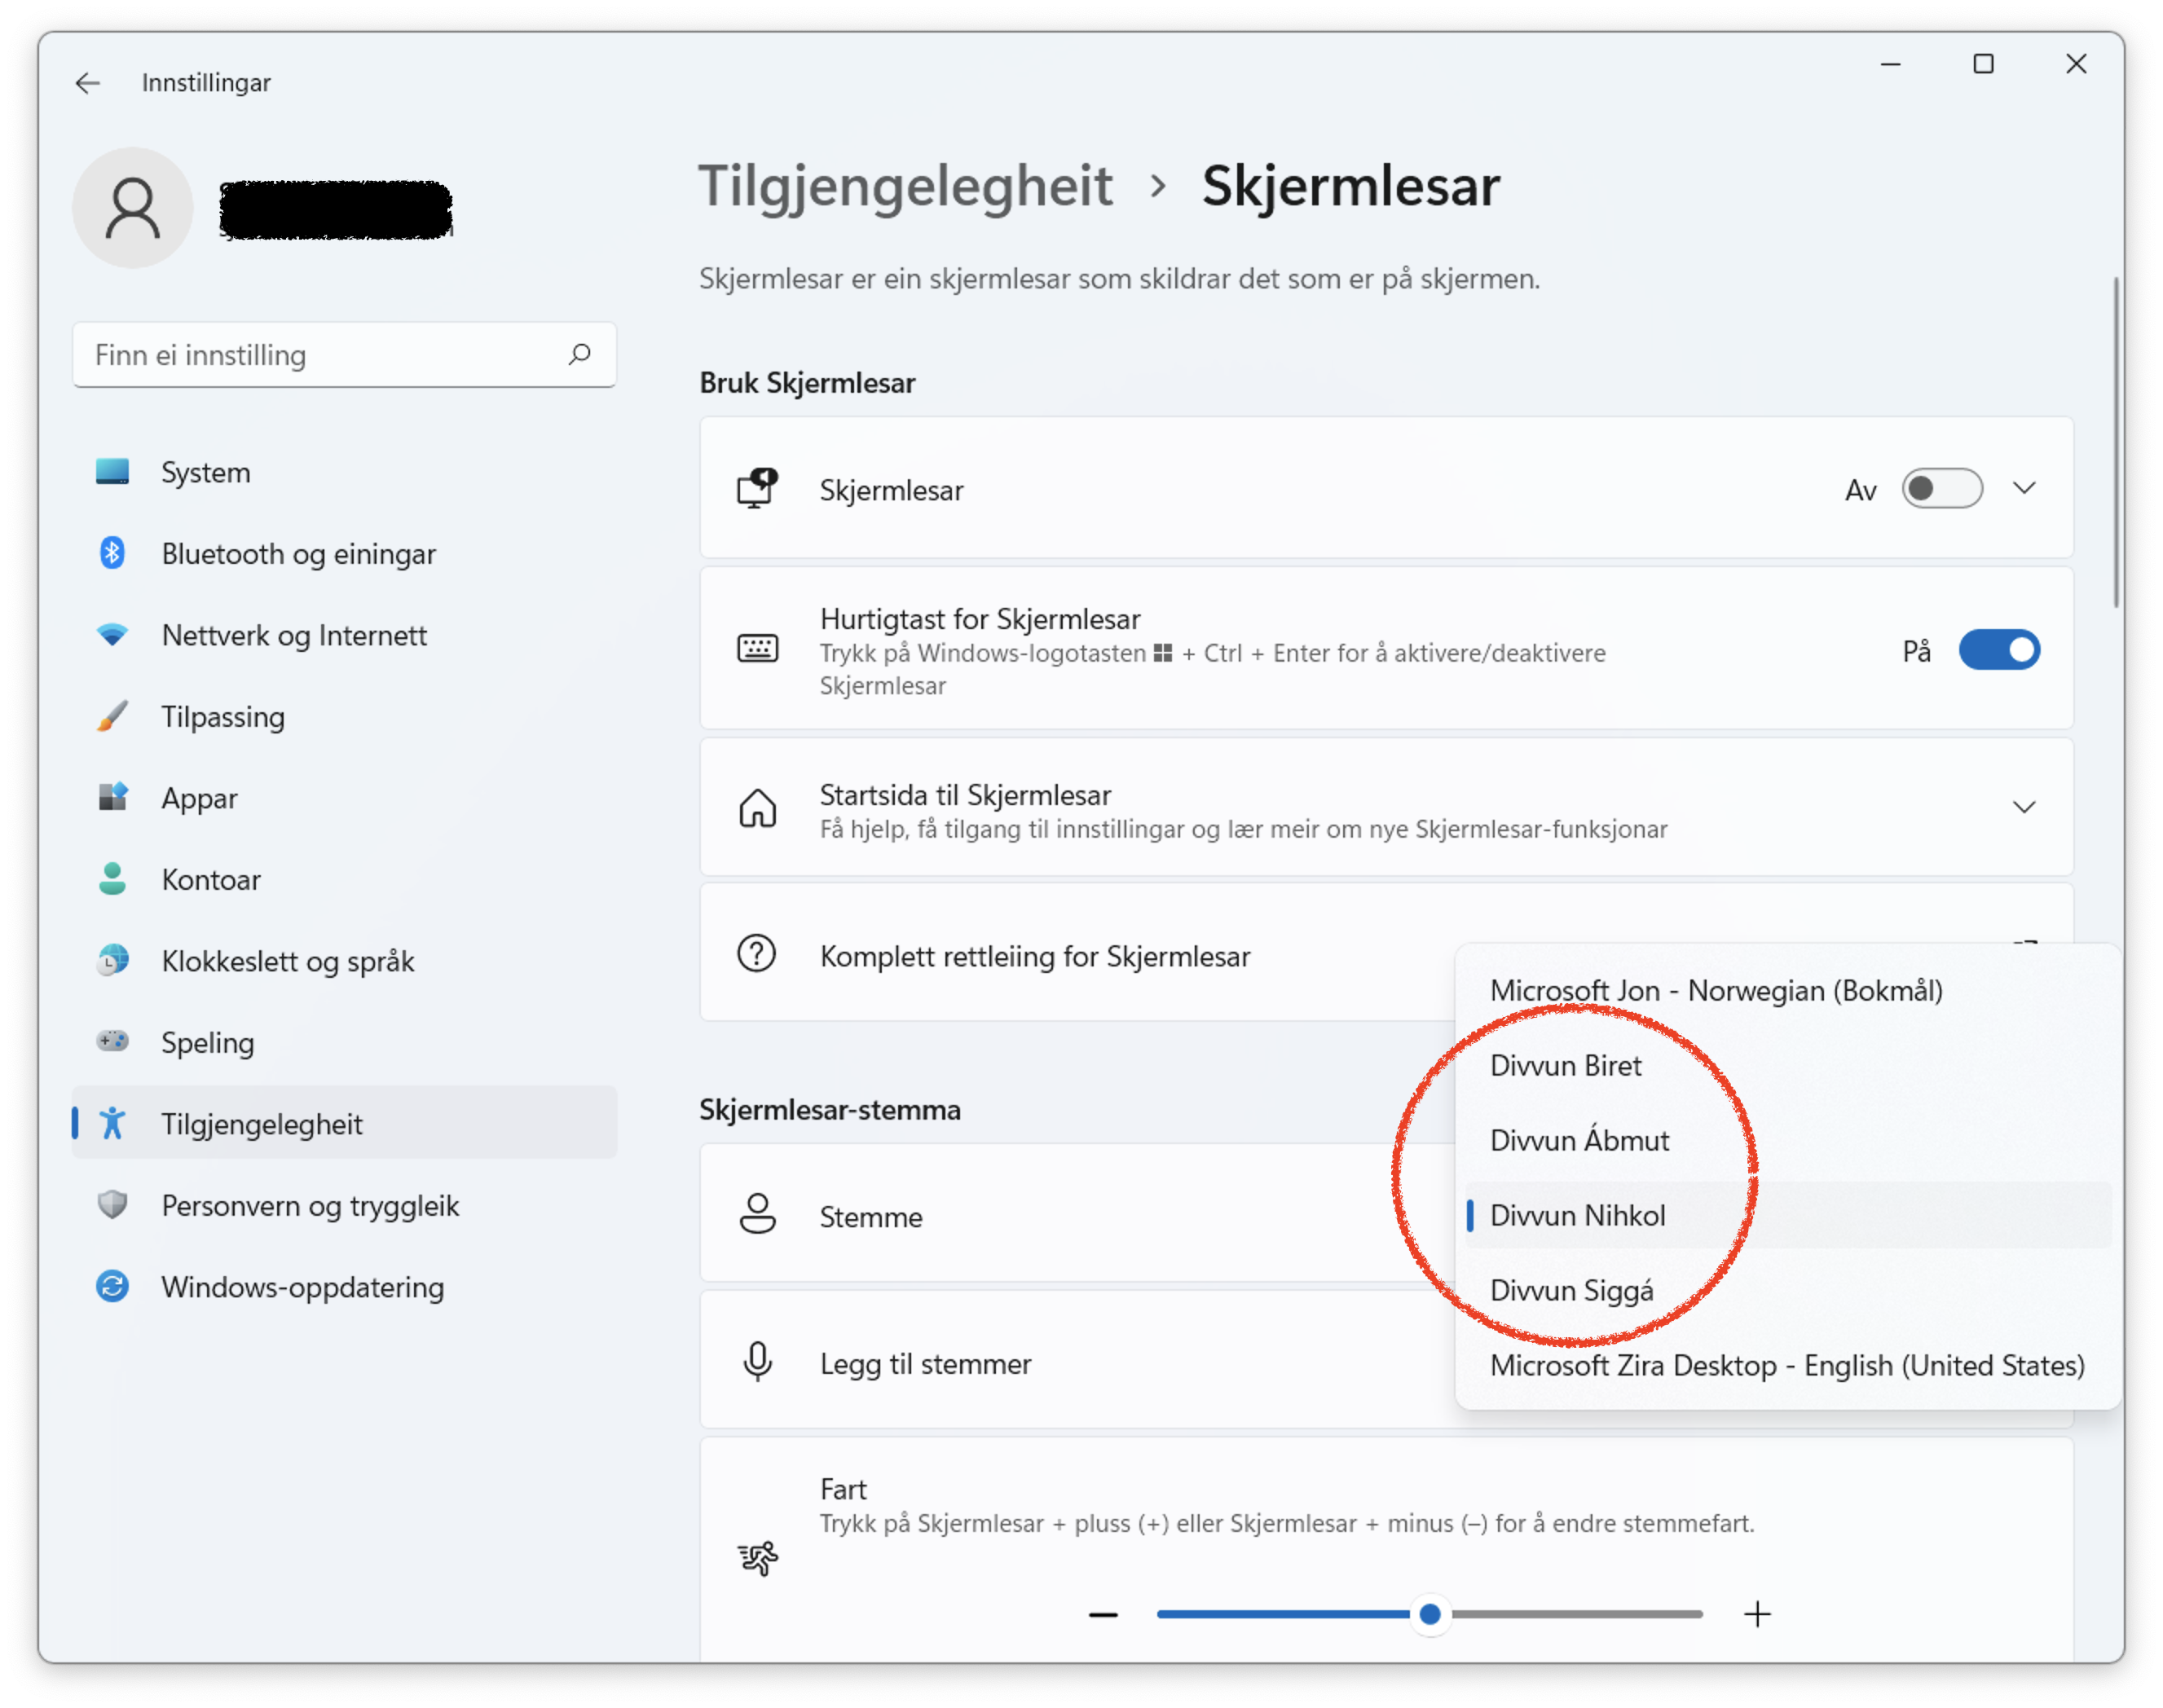 Innstillingar
Finn ei innstilling
System
Bluetooth og einingar
Nettverk og Internett
Tilpassing
Appar
Kontoar
Klokkeslett og språk
Speling
Tilgjengelegheit
Personvern og tryggleik
Windows-oppdatering
Tilgjengelegheit › Skjermlesar
Skjermlesar er ein skjermlesar som skildrar det som er på skjermen.
Bruk Skjermlesar
Skjermlesar Av
Hurtigtast for Skjermlesar
Trykk på Windows-logotasten + Ctrl + Enter for å aktivere/deaktivere
Skjermlesar
På
Startsida til Skjermlesar
Få hjelp, få tilgang til innstillingar og lær meir om nye Skjermlesar-funksjonar
Komplett rettleiing for Skjermlesar
Skjermlesar-stemma
Stemme
Microsoft Jon - Norwegian (Bokmål)
Divvun Biret
Divvun Ábmut
Divvun Nihkol
Divvun Siggá
Microsoft Zira Desktop - English (United States)
Legg til stemmer
Fart
Trykk på Skjermlesar + pluss (+) eller Skjermlesar + minus (–) for å endre stemmefart.